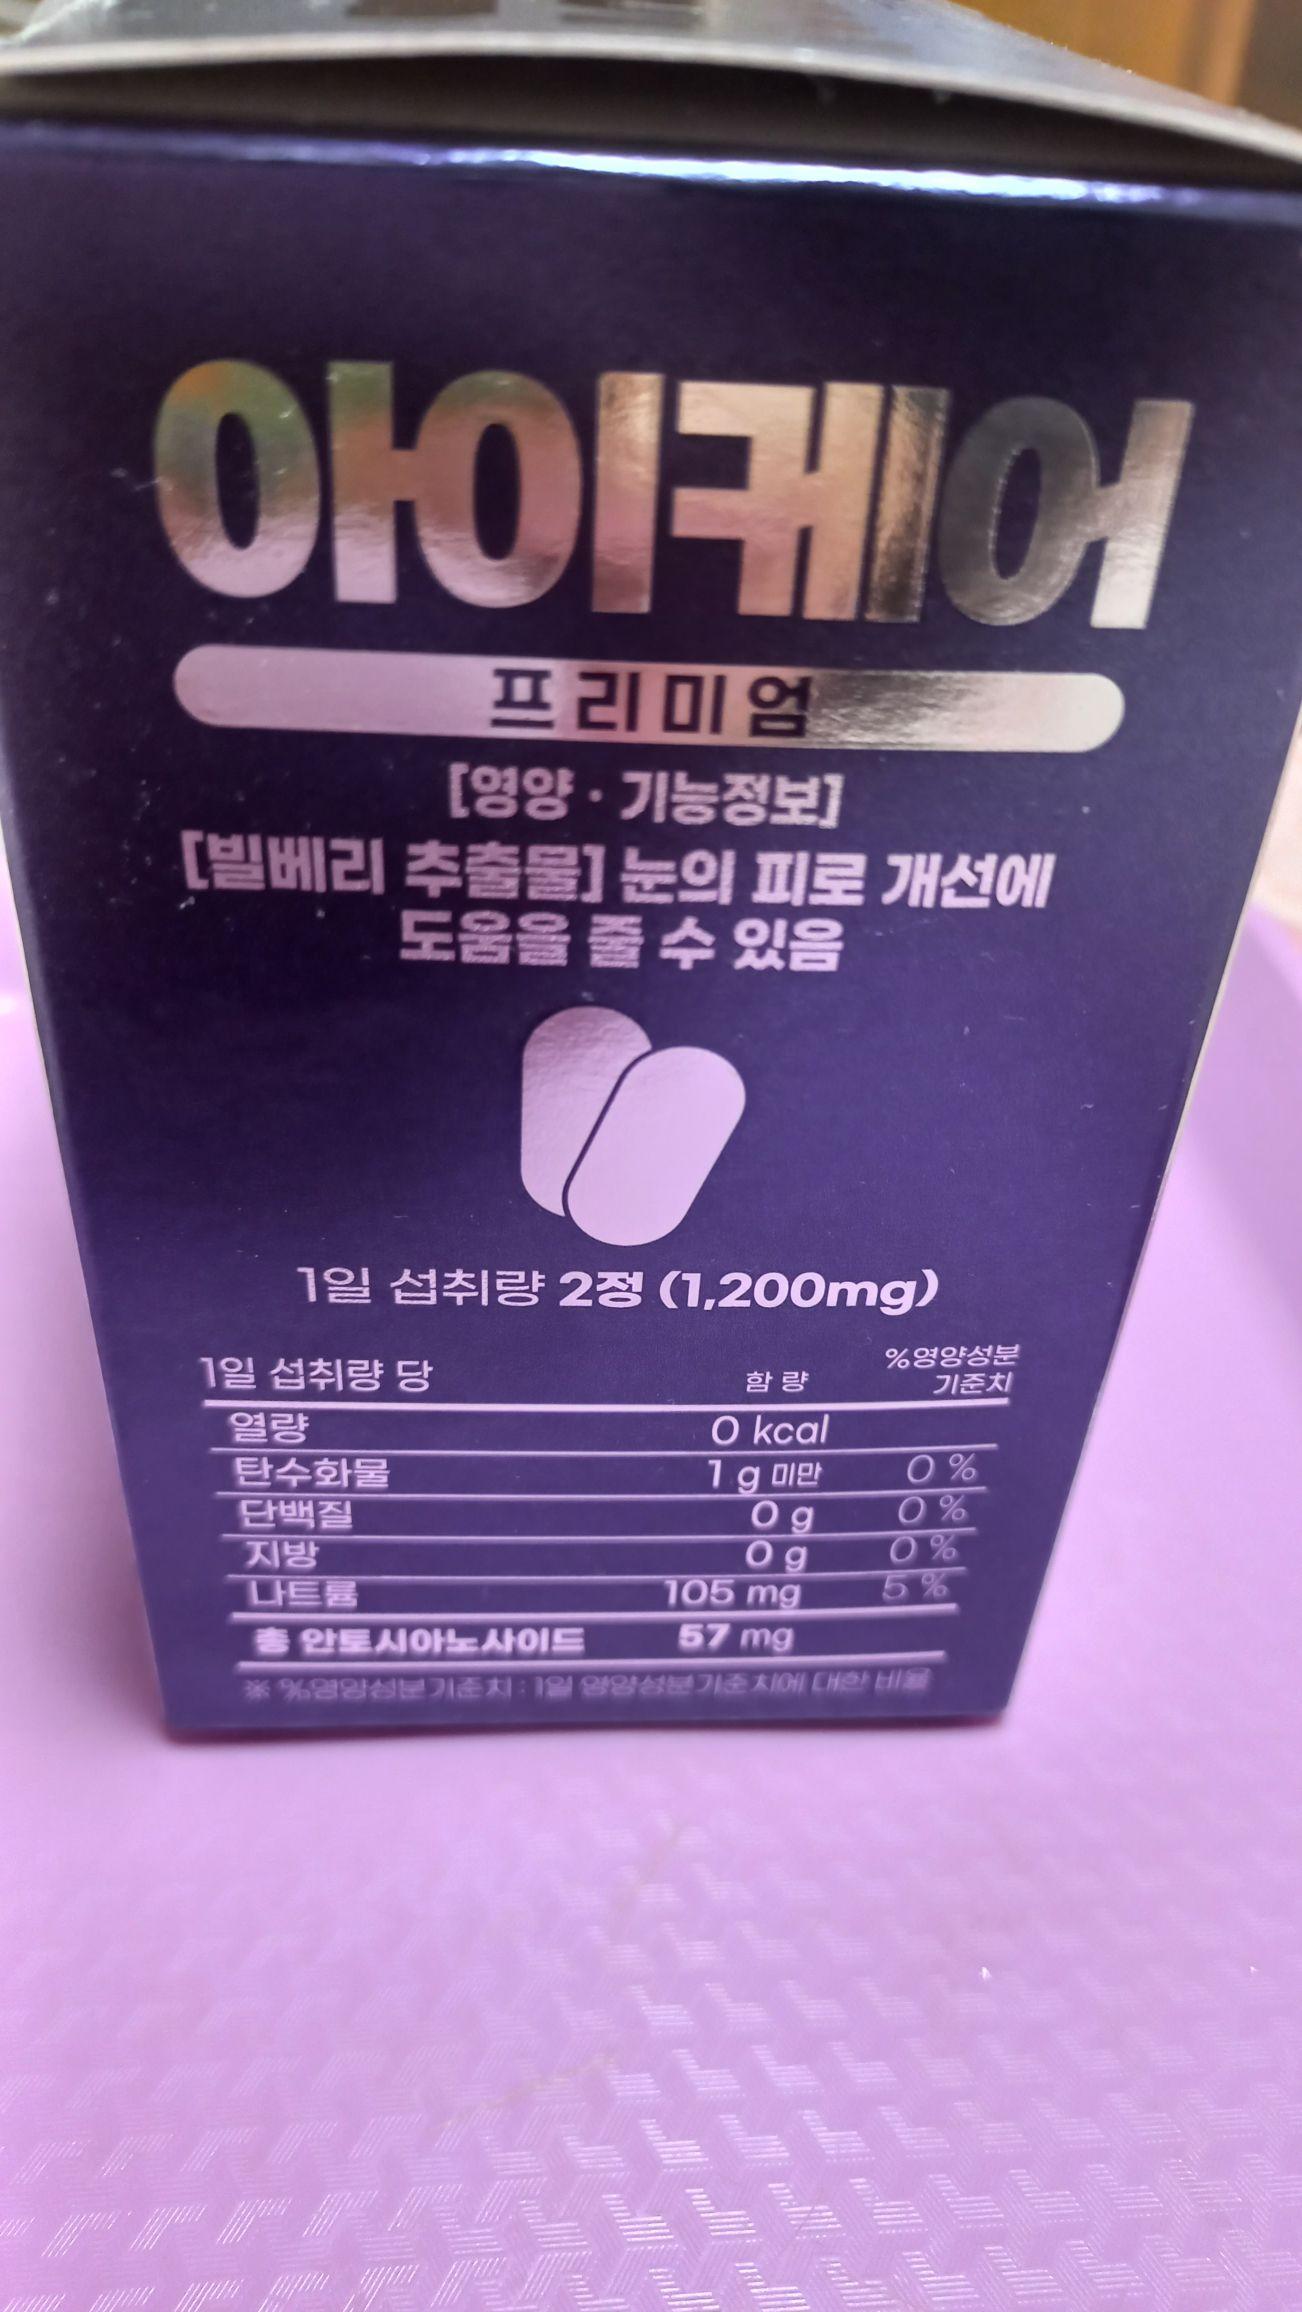 아이케어
프리미엄
[영양 · 기능정보]
[빌베리 추출물] 눈의 피로 개선에
도움을 줄 수 있음
1일 섭취량 2정 (1,200mg)
1일 섭취량 당 함 량 %영양성분 기준치
열량 0 kcal
탄수화물 1 g 미만 0 %
단백질 0 g 0 %
지방 0 g 0 %
나트륨 105 mg 5 %
총 안토시아노사이드 57 mg
※ %영양성분기준치 : 1일 영양성분기준치에 대한 비율